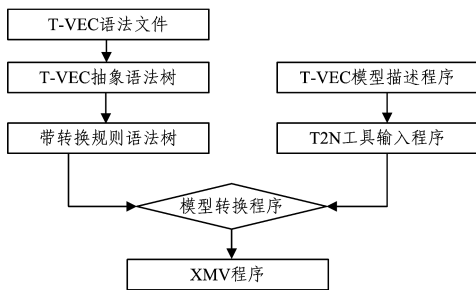 T-VEC语法文件
T-VEC抽象语法树
T-VEC模型描述程序
带转换规则语法树
T2N工具输入程序
模型转换程序
XMV程序